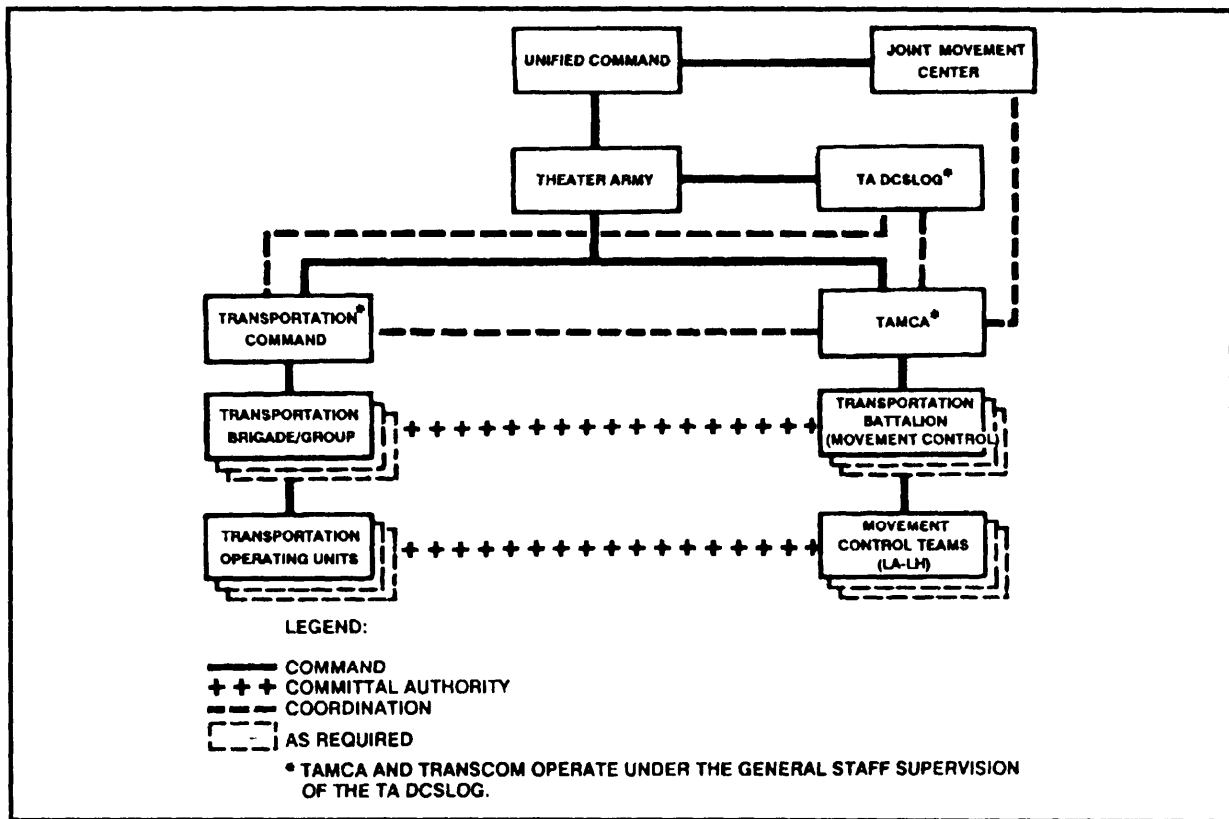 UNIFIED COMMAND
JOINT MOVEMENT
CENTER
THEATER ARMY
TA DCSLOG*
TRANSPORTATION*
COMMAND
TAMCA*
TRANSPORTATION
BRIGADE/GROUP
TRANSPORTATION
BATTALION
(MOVEMENT CONTROL)
TRANSPORTATION
OPERATING UNITS
MOVEMENT
CONTROL TEAMS
(LA-LH)
LEGEND:
COMMAND
+ + + + COMMITTAL AUTHORITY
COORDINATION
AS REQUIRED
* TAMCA AND TRANSCOM OPERATE UNDER THE GENERAL STAFF SUPERVISION
OF THE TA DCSLOG.